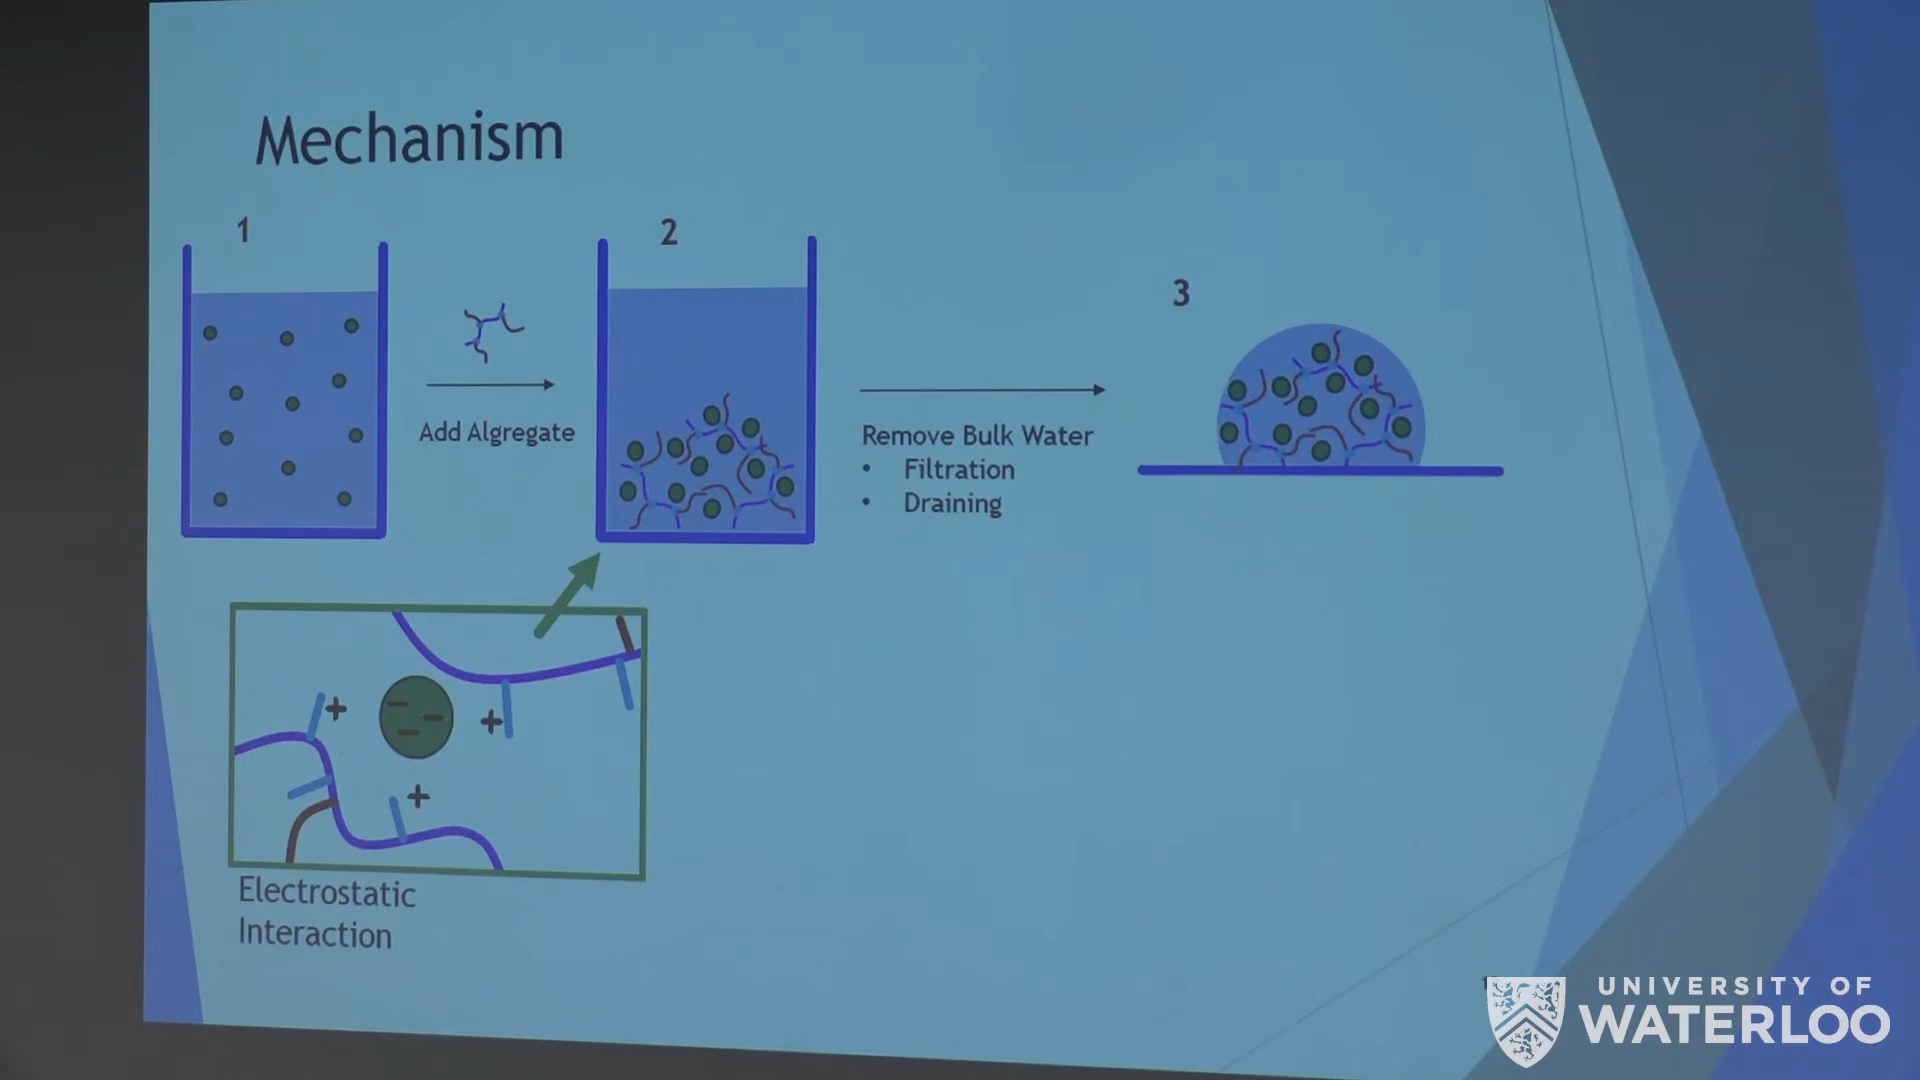 Mechanism
1
2
3
Add Algregate
Remove Bulk Water
• Filtration
• Draining
+
+
+
Electrostatic
Interaction
UNIVERSITY OF
WATERLOO